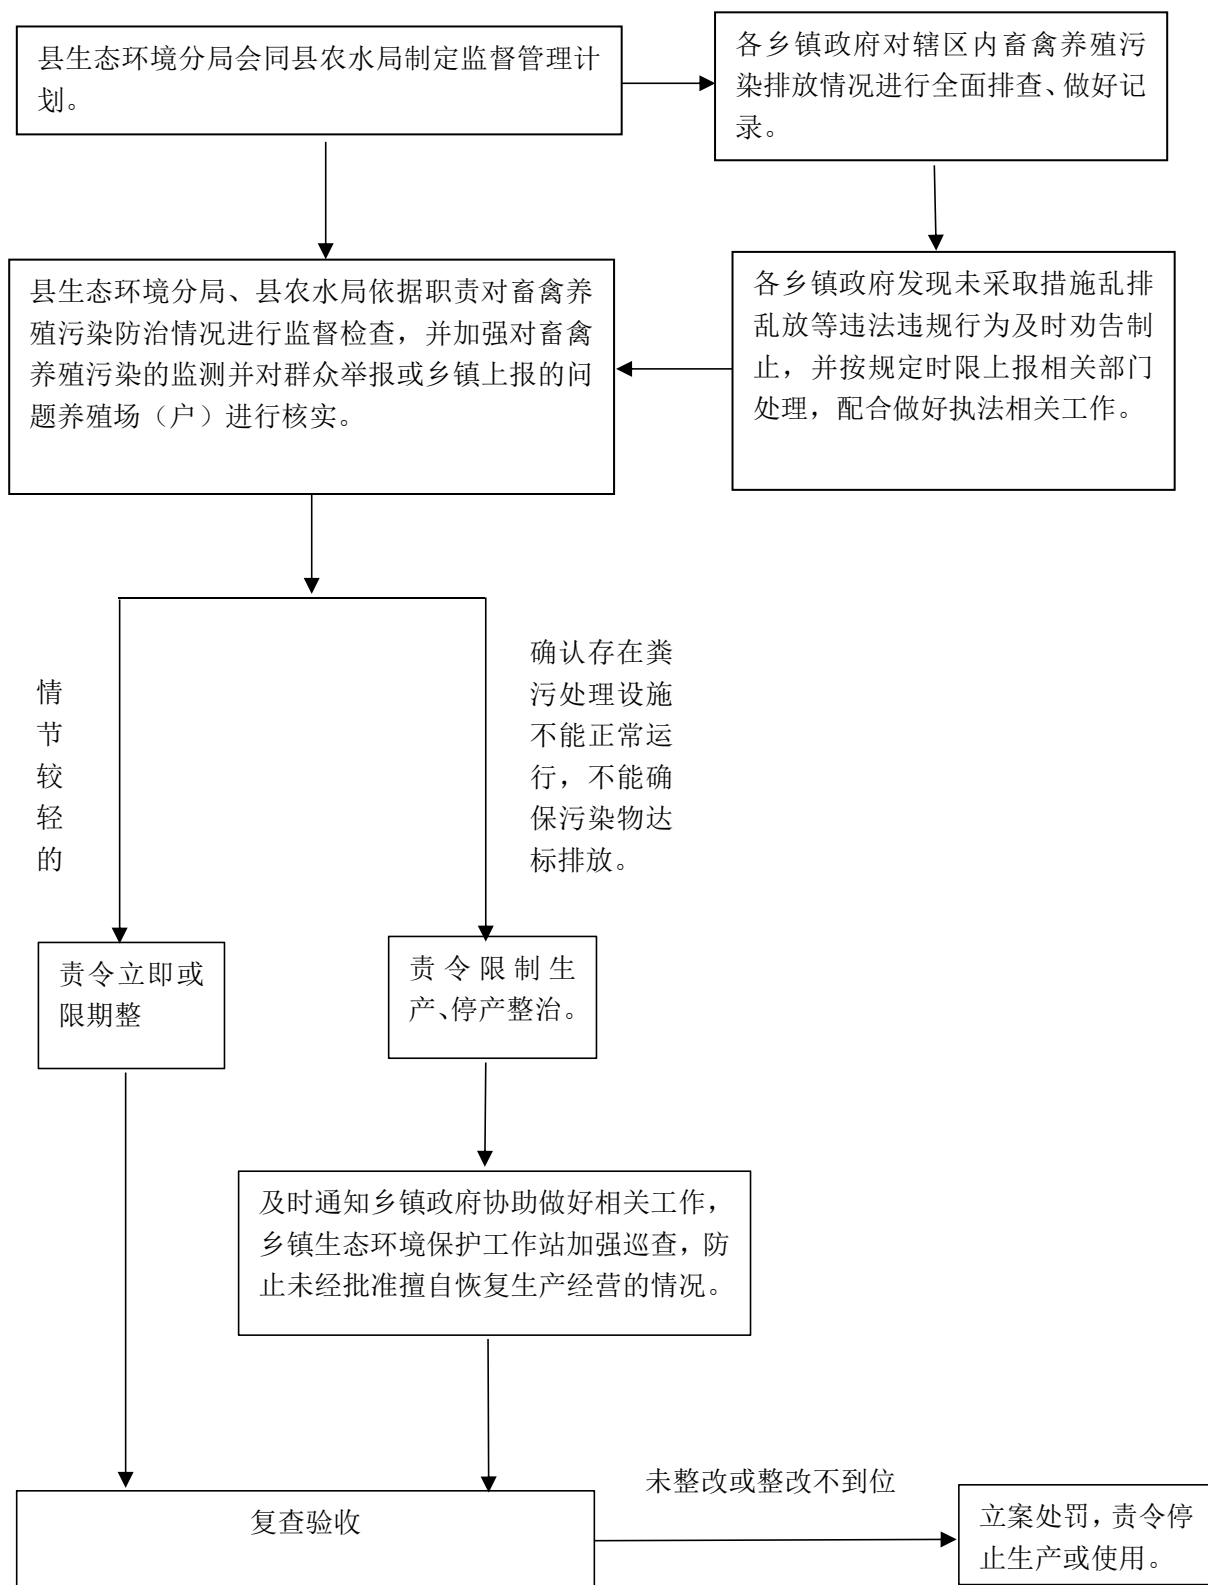 县生态环境分局会同县农水局制定监督管理计
划。
各乡镇政府对辖区内畜禽养殖污
染排放情况进行全面排查、做好记
录。
县生态环境分局、县农水局依据职责对畜禽养
殖污染防治情况进行监督检查，并加强对畜禽
养殖污染的监测并对群众举报或乡镇上报的问
题养殖场（户）进行核实。
各乡镇政府发现未采取措施乱排
乱放等违法违规行为及时劝告制
止，并按规定时限上报相关部门
处理，配合做好执法相关工作。
情
节
较
轻
的
确认存在粪
污处理设施
不能正常运
行，不能确
保污染物达
标排放。
责令立即或
限期整
责令限制生
产、停产整治。
及时通知乡镇政府协助做好相关工作，
乡镇生态环境保护工作站加强巡查，防
止未经批准擅自恢复生产经营的情况。
复查验收
未整改或整改不到位
立案处罚，责令停
止生产或使用。